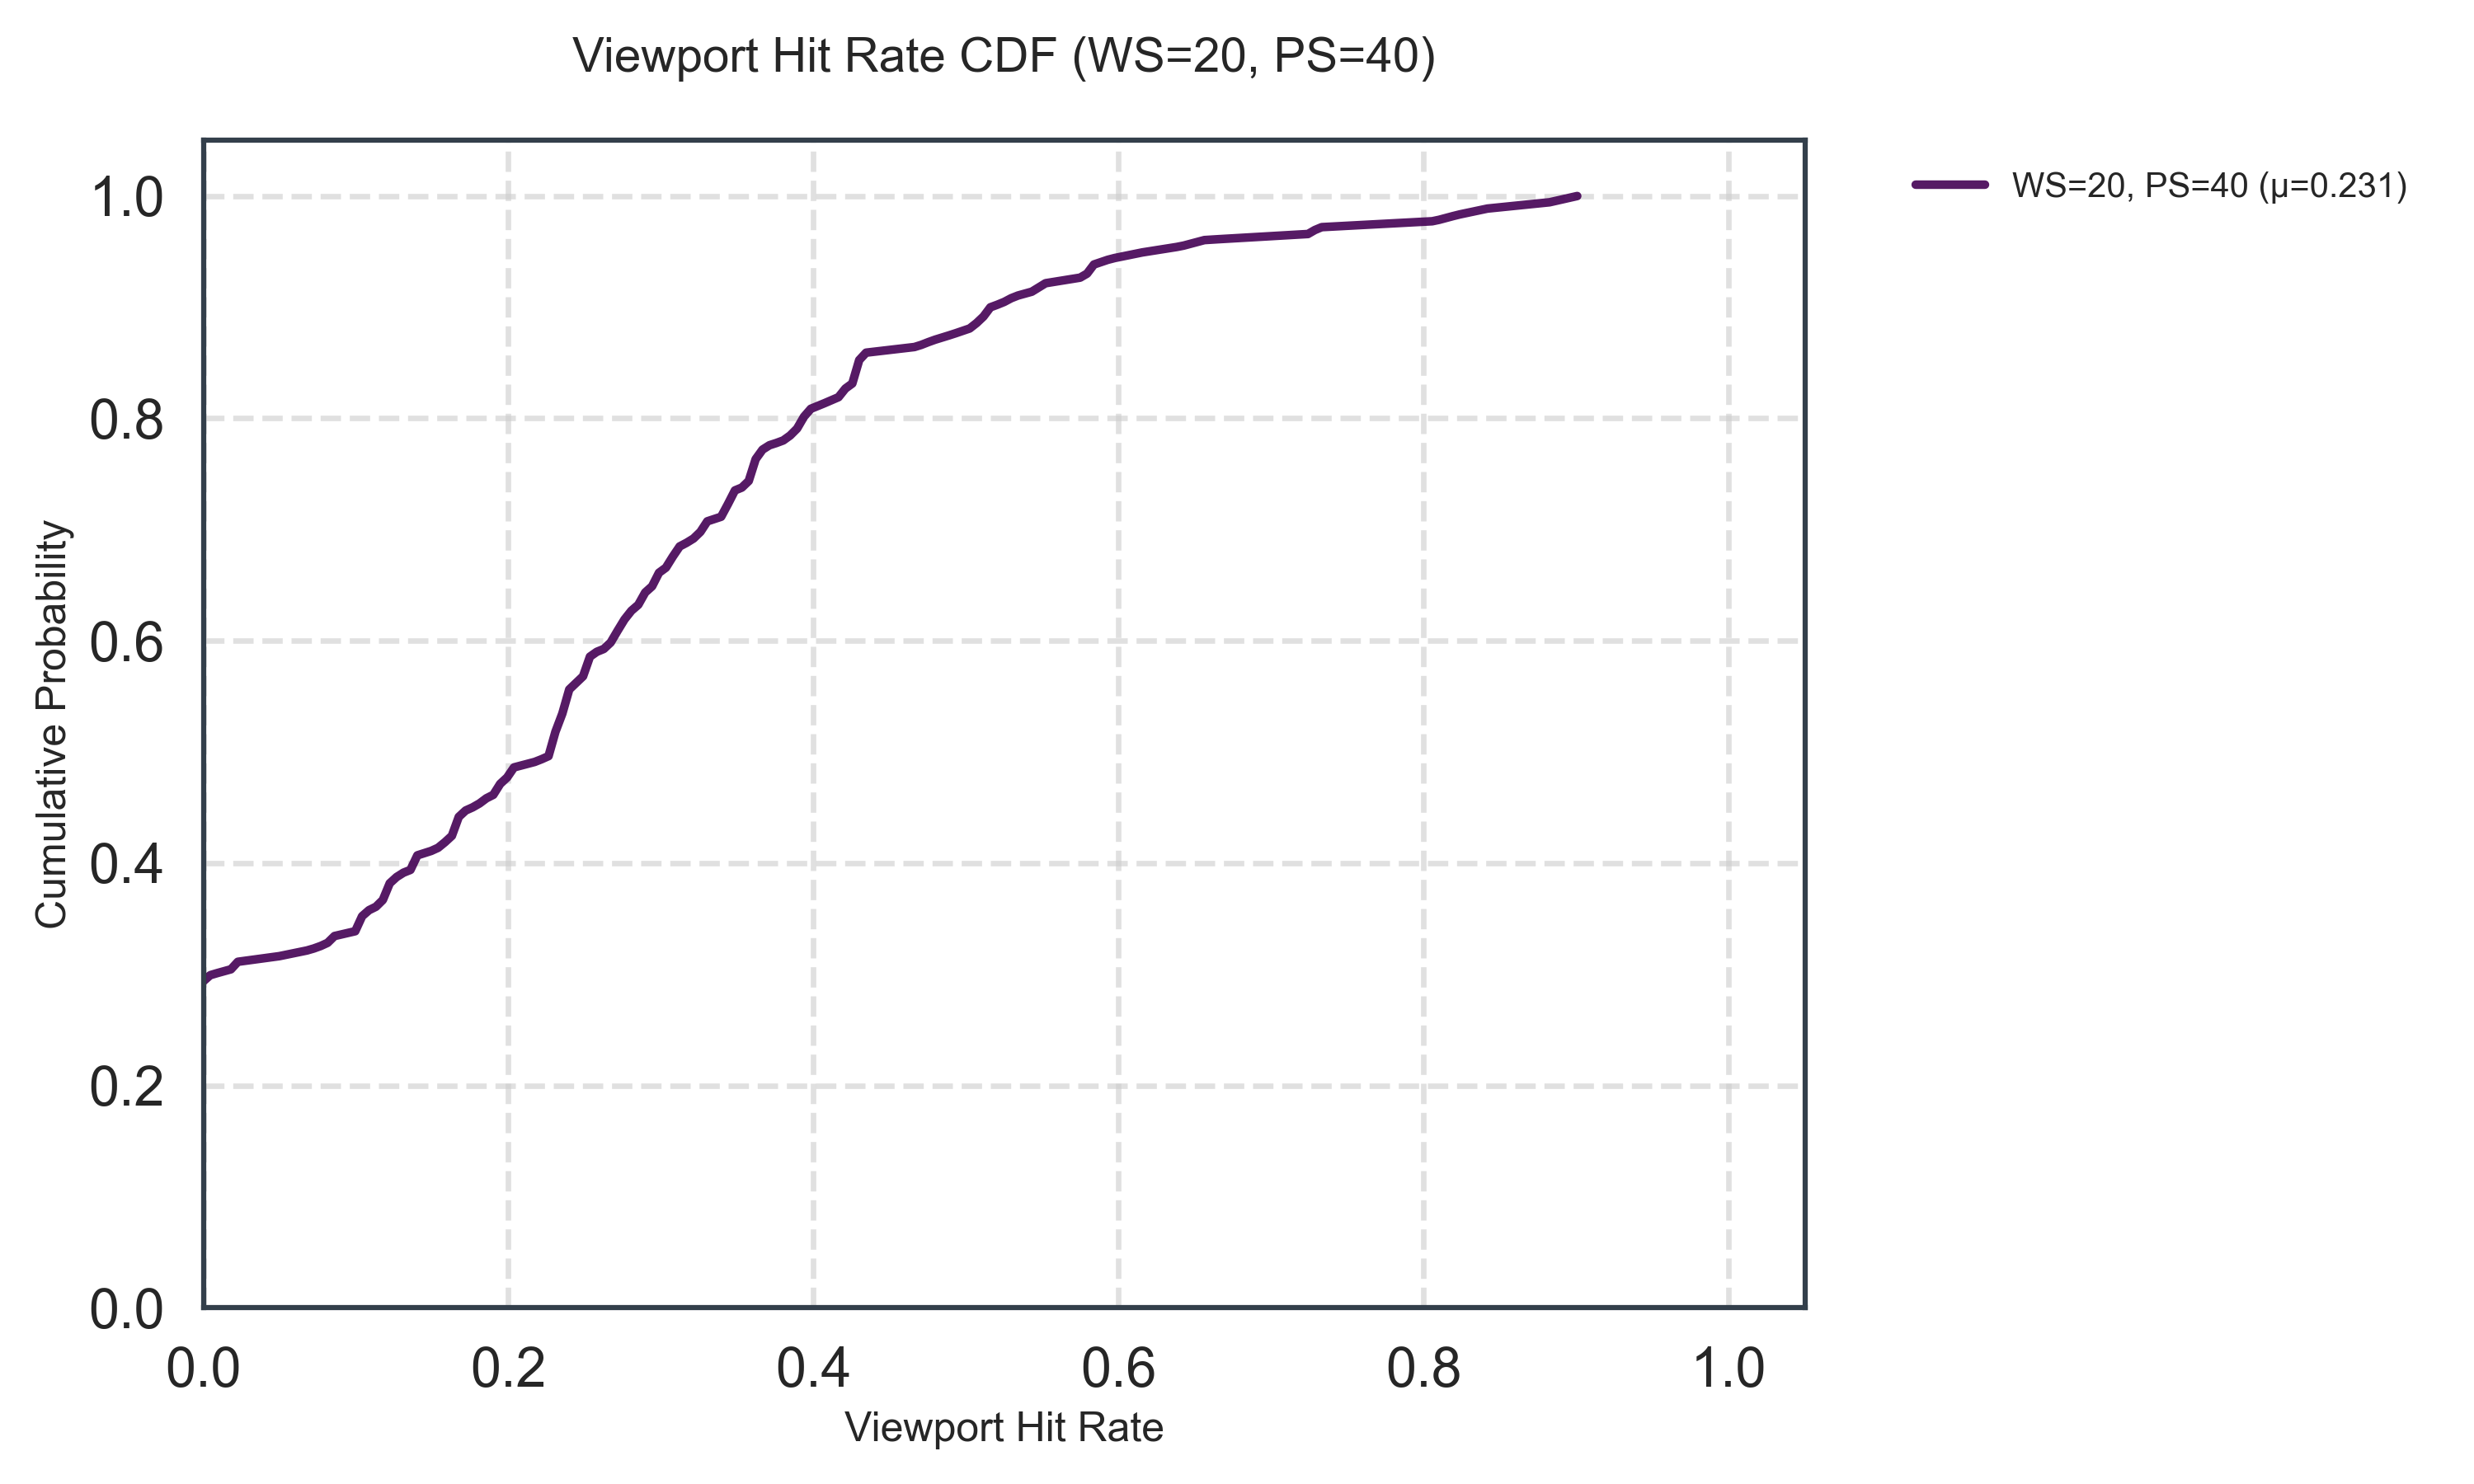 Viewport Hit Rate CDF (WS=20, PS=40)
WS=20, PS=40 (μ=0.231)
Cumulative Probability
1.0
0.8
0.6
0.4
0.2
0.0
0.0 0.2 0.4 0.6 0.8 1.0
Viewport Hit Rate